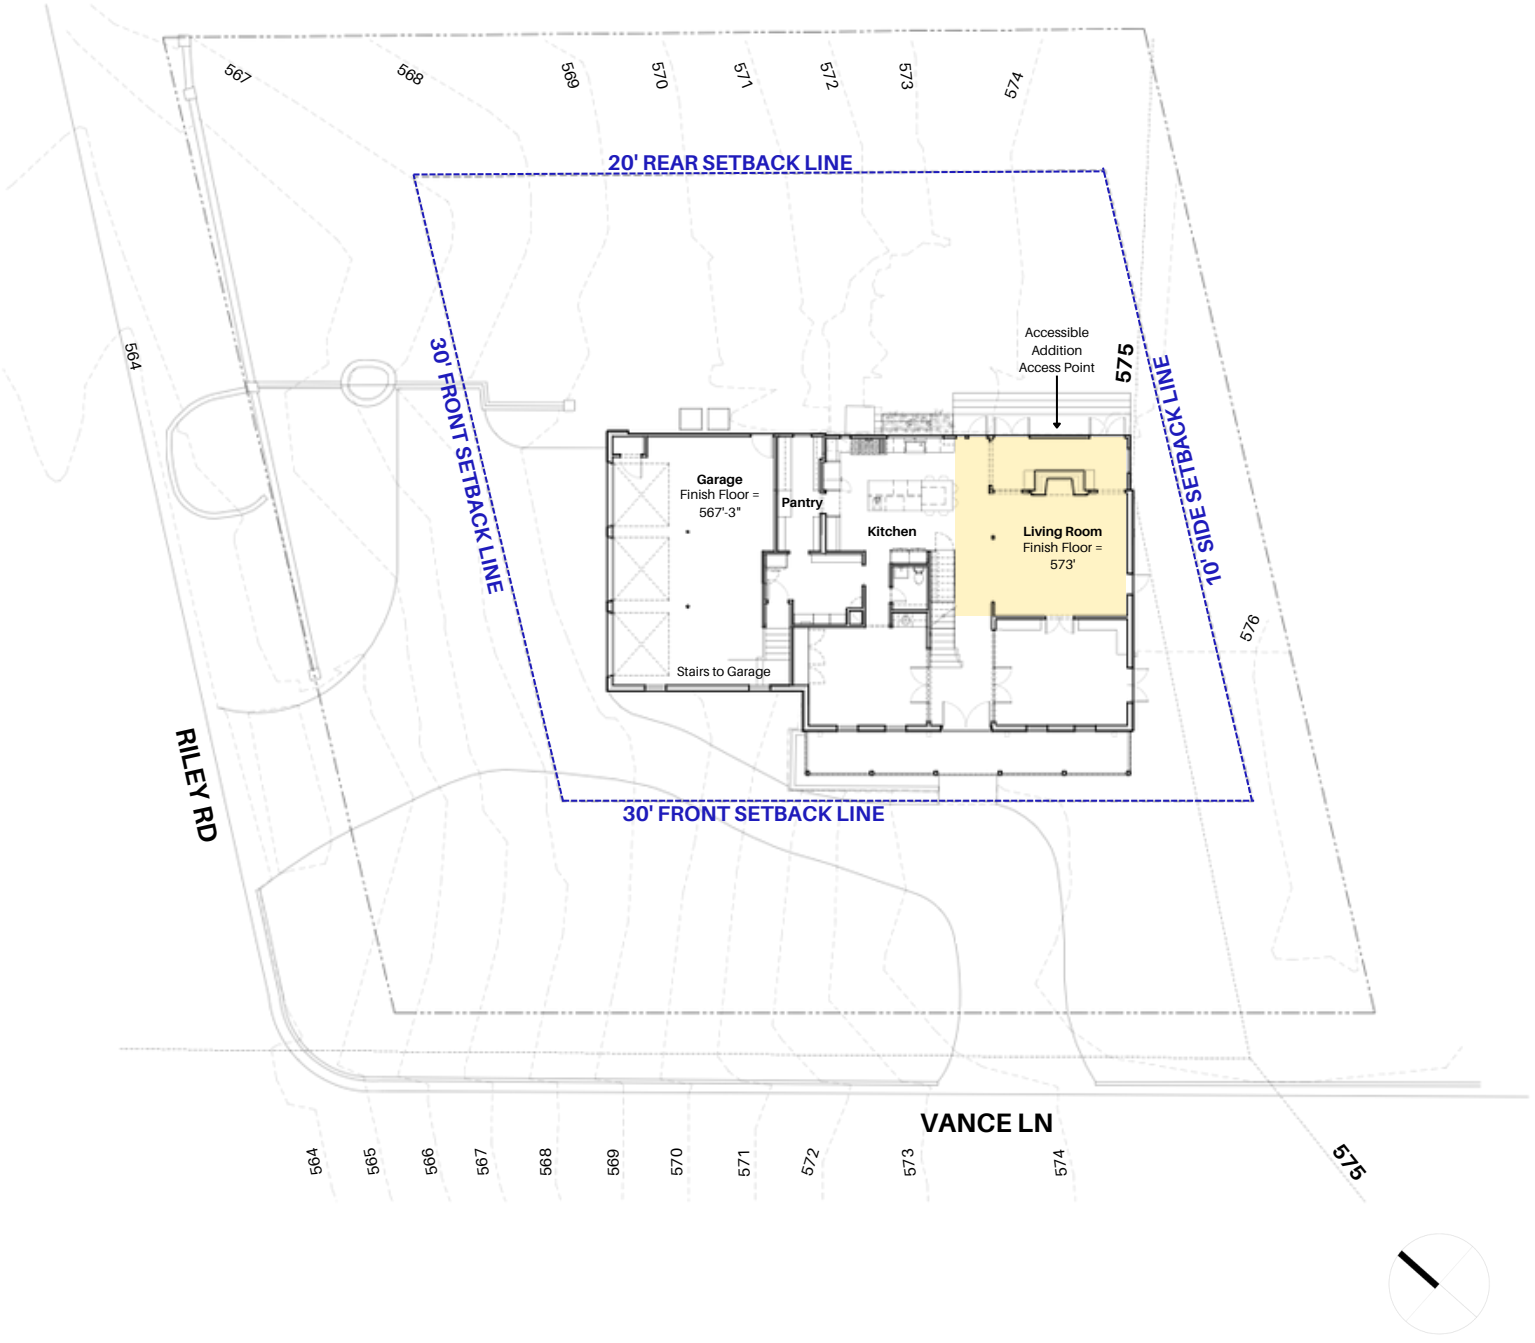 567
568
569
570
571
572
573
574
20' REAR SETBACK LINE
564
30' FRONT SETBACK LINE
Accessible
Addition
Access Point
575
10' SIDE SETBACK LINE
Garage
Finish Floor =
567'-3"
Pantry
Kitchen
Living Room
Finish Floor =
573'
576
Stairs to Garage
RILEY RD
30' FRONT SETBACK LINE
VANCE LN
564
565
566
567
568
569
570
571
572
573
574
575